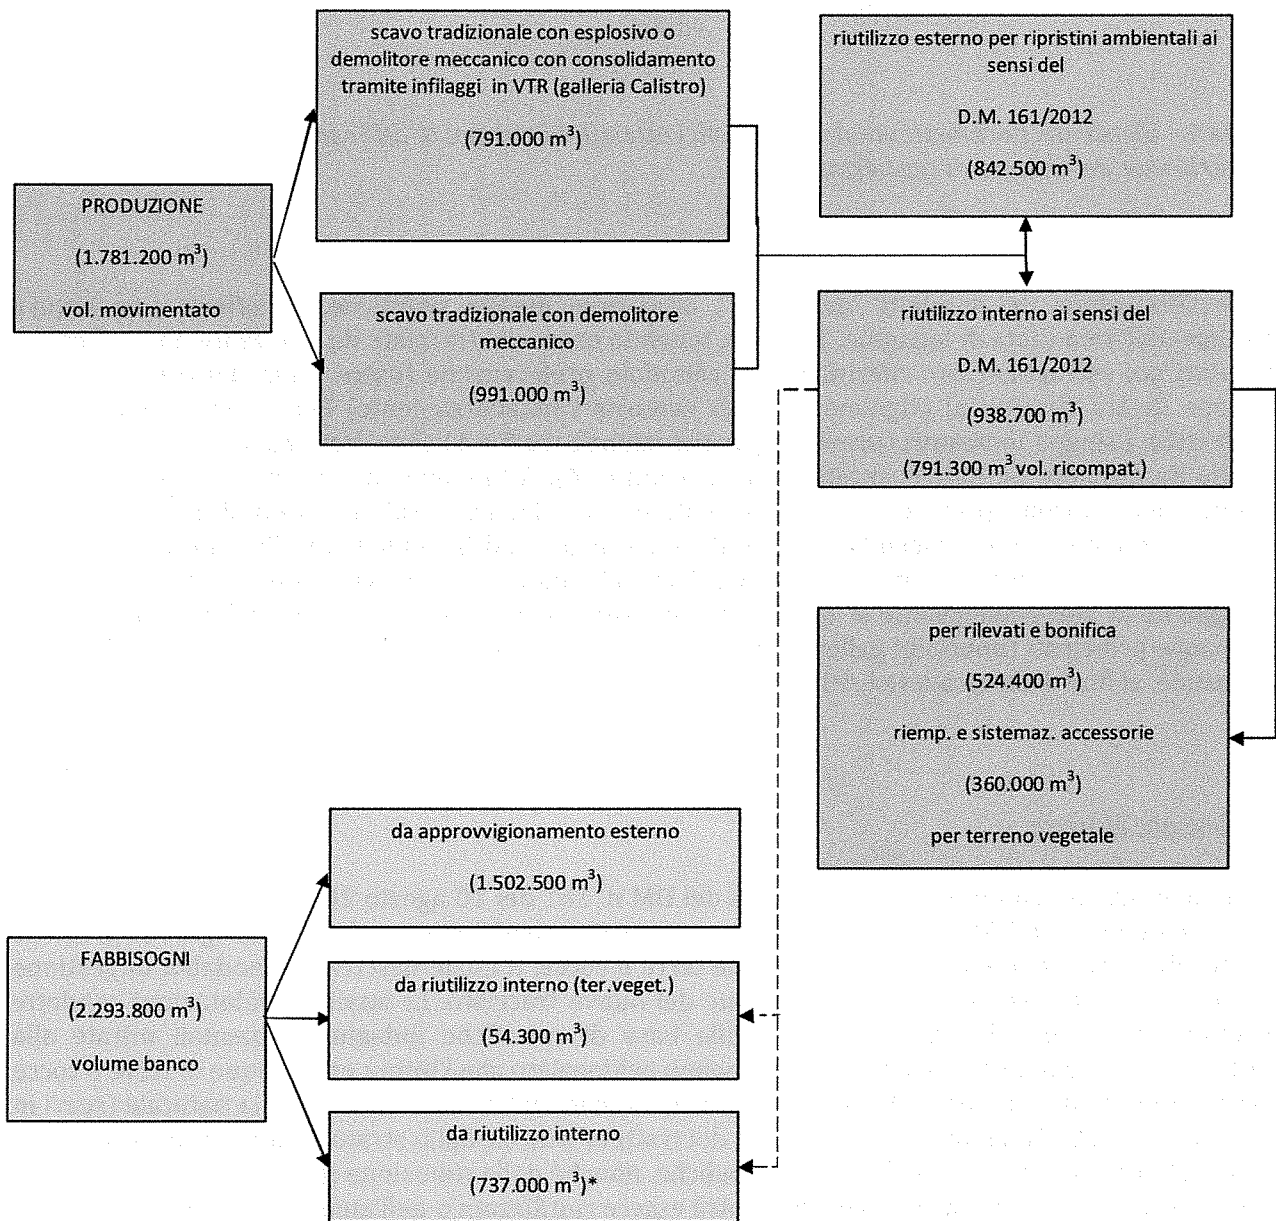 scavo tradizionale con esplosivo o
demolitore meccanico con consolidamento
tramite infilaggi in VTR (galleria Calistro)
(791.000 m³)
riutilizzo esterno per ripristini ambientali ai
sensi del
D.M. 161/2012
(842.500 m³)
PRODUZIONE
(1.781.200 m³)
vol. movimentato
scavo tradizionale con demolitore
meccanico
(991.000 m³)
riutilizzo interno ai sensi del
D.M. 161/2012
(938.700 m³)
(791.300 m³ vol. ricompat.)
per rilevati e bonifica
(524.400 m³)
riemp. e sistemaz. accessorie
(360.000 m³)
per terreno vegetale
da approvvigionamento esterno
(1.502.500 m³)
FABBISOGNI
(2.293.800 m³)
volume banco
da riutilizzo interno (ter.veget.)
(54.300 m³)
da riutilizzo interno
(737.000 m³)*